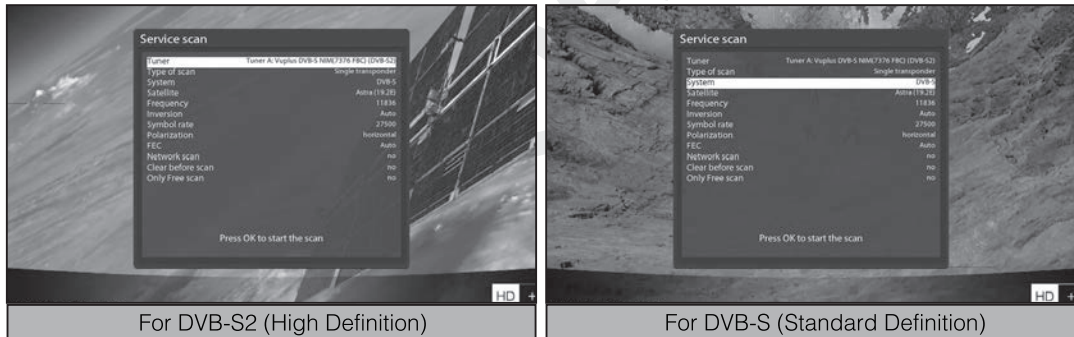 Service scan
Tuner Tuner A: Vuplus DVB-S NIM(7376 FBC) (DVB-S2)
Type of scan Single transponder
System DVB-S
Satellite Astra (19.2E)
Frequency 11836
Inversion Auto
Symbol rate 27500
Polarization horizontal
FEC Auto
Network scan no
Clear before scan no
Only Free scan no
Press OK to start the scan
HD +
For DVB-S2 (High Definition)
Service scan
Tuner Tuner A: Vuplus DVB-S NIM(7376 FBC) (DVB-S2)
Type of scan Single transponder
System DVB-S
Satellite Astra (19.2E)
Frequency 11836
Inversion Auto
Symbol rate 27500
Polarization horizontal
FEC Auto
Network scan no
Clear before scan no
Only Free scan no
Press OK to start the scan
HD +
For DVB-S (Standard Definition)